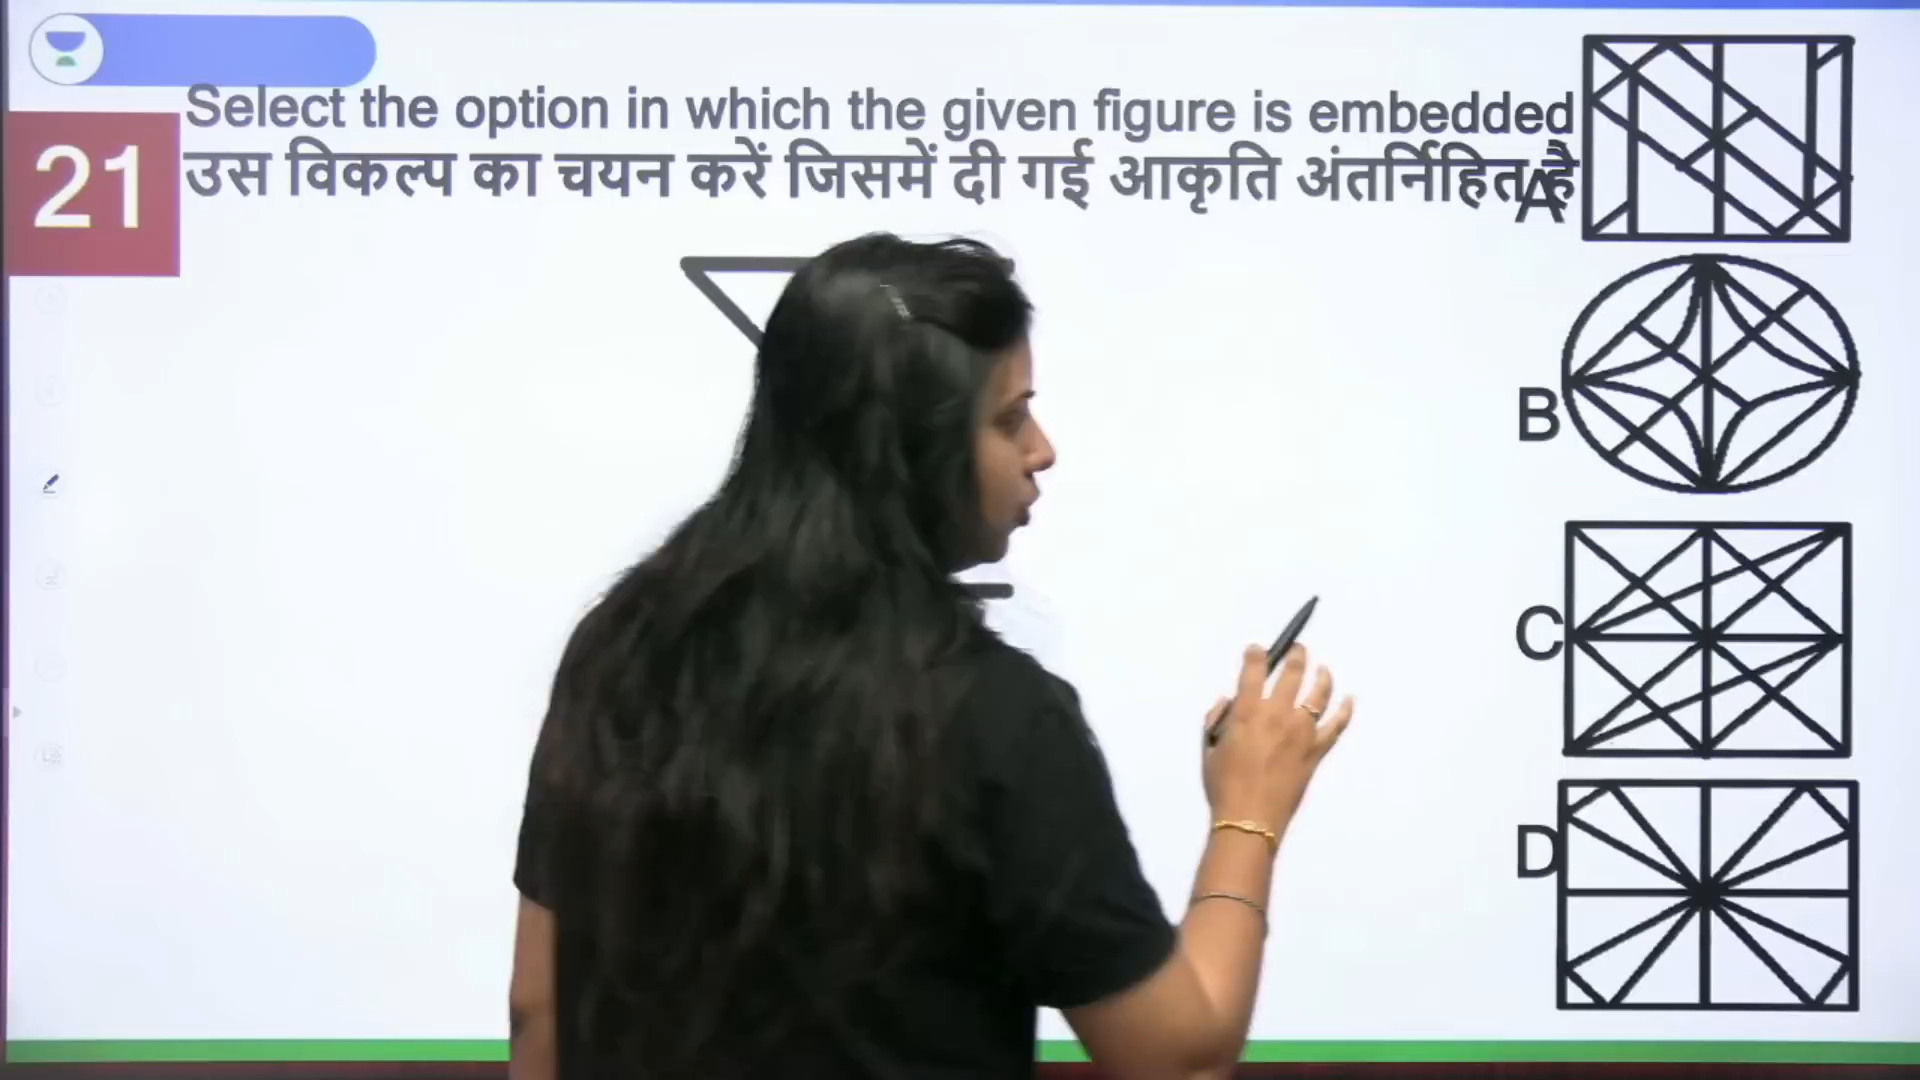 21
Select the option in which the given figure is embedded
उस विकल्प का चयन करें जिसमें दी गई आकृति अंतर्निहित है
A
B
C
D